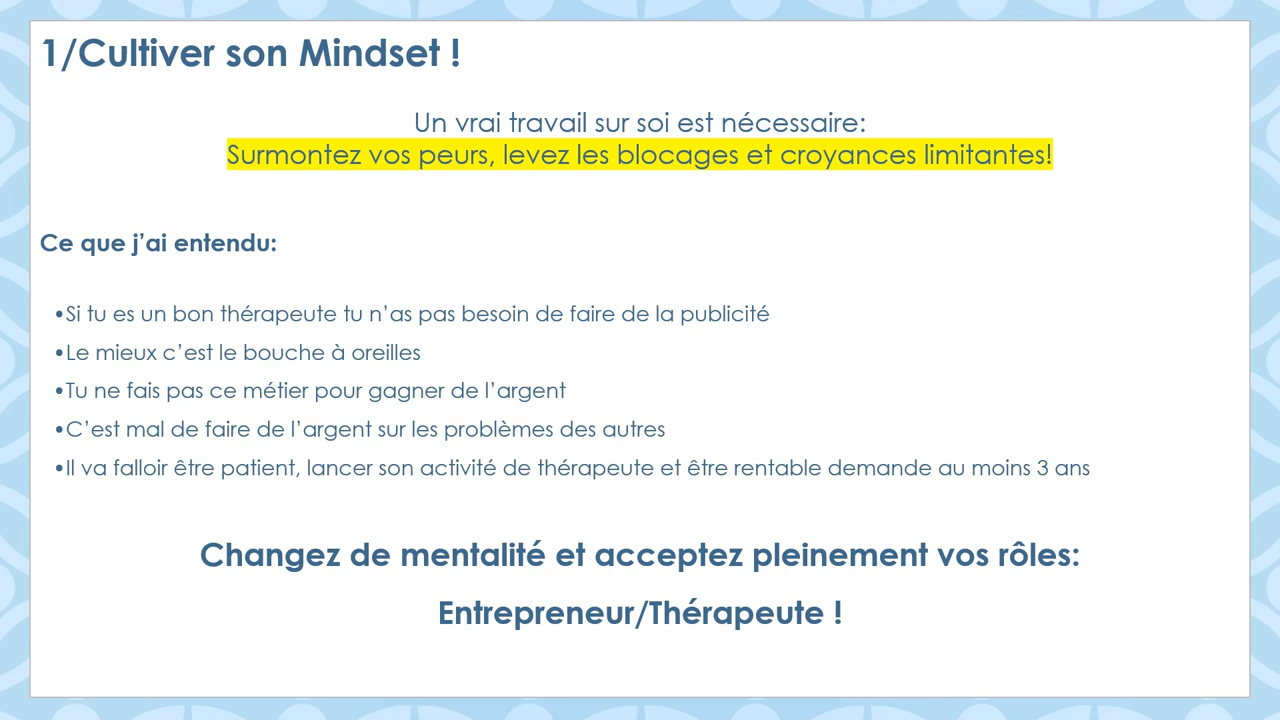 1/Cultiver son Mindset !
Un vrai travail sur soi est nécessaire:
Surmontez vos peurs, levez les blocages et croyances limitantes!
Ce que j’ai entendu:
•Si tu es un bon thérapeute tu n’as pas besoin de faire de la publicité
•Le mieux c’est le bouche à oreilles
•Tu ne fais pas ce métier pour gagner de l’argent
•C’est mal de faire de l’argent sur les problèmes des autres
•Il va falloir être patient, lancer son activité de thérapeute et être rentable demande au moins 3 ans
Changez de mentalité et acceptez pleinement vos rôles:
Entrepreneur/Thérapeute !